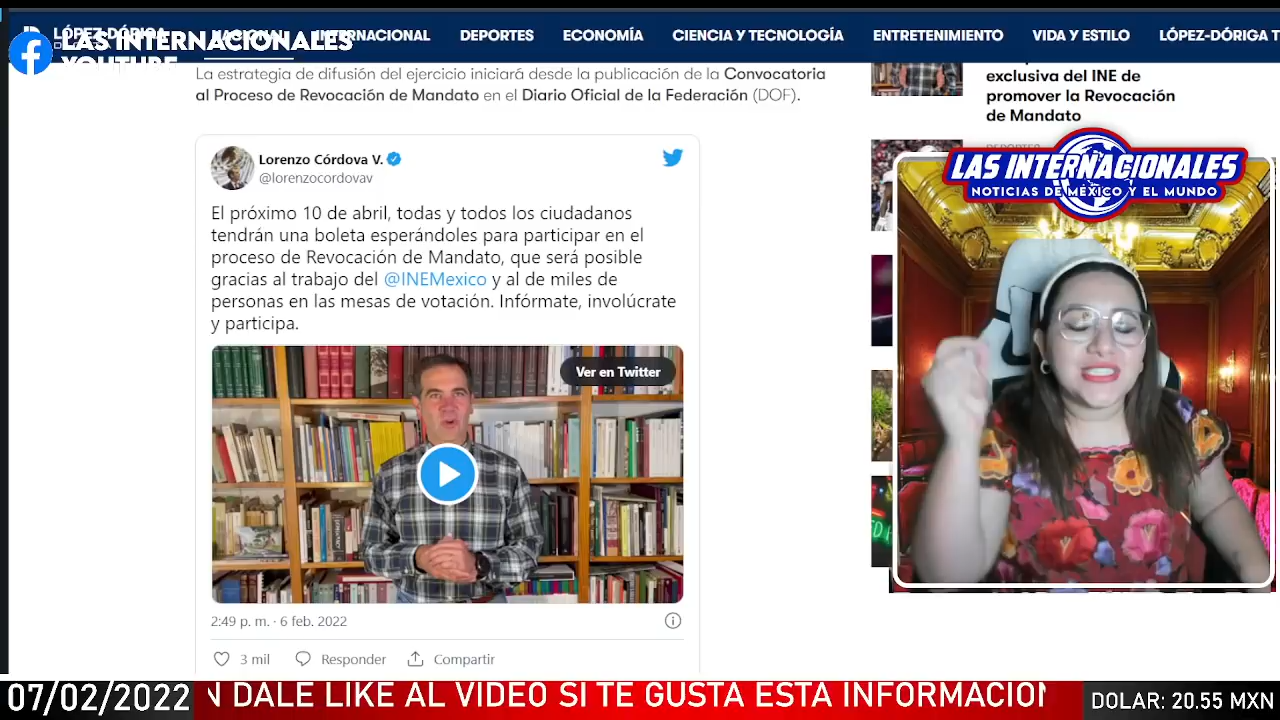 LÓPEZ-DÓRIGA
NACIONAL INTERNACIONAL DEPORTES ECONOMÍA CIENCIA Y TECNOLOGÍA ENTRETENIMIENTO VIDA Y ESTILO LÓPEZ-DÓRIGA T
LAS INTERNACIONALES
YOUTUBE
La estrategia de difusión del ejercicio iniciará desde la publicación de la Convocatoria
al Proceso de Revocación de Mandato en el Diario Oficial de la Federación (DOF).
exclusiva del INE de
promover la Revocación
de Mandato
DEPORTES
LAS INTERNACIONALES
NOTICIAS DE MÉXICO Y EL MUNDO
Lorenzo Córdova V.
@lorenzocordovav
El próximo 10 de abril, todas y todos los ciudadanos
tendrán una boleta esperándoles para participar en el
proceso de Revocación de Mandato, que será posible
gracias al trabajo del @INEMexico y al de miles de
personas en las mesas de votación. Infórmate, involúcrate
y participa.
Ver en Twitter
2:49 p. m. · 6 feb. 2022
3 mil Responder Compartir
07/02/2022
N DALE LIKE AL VIDEO SI TE GUSTA ESTA INFORMACION
DOLAR: 20.55 MXN